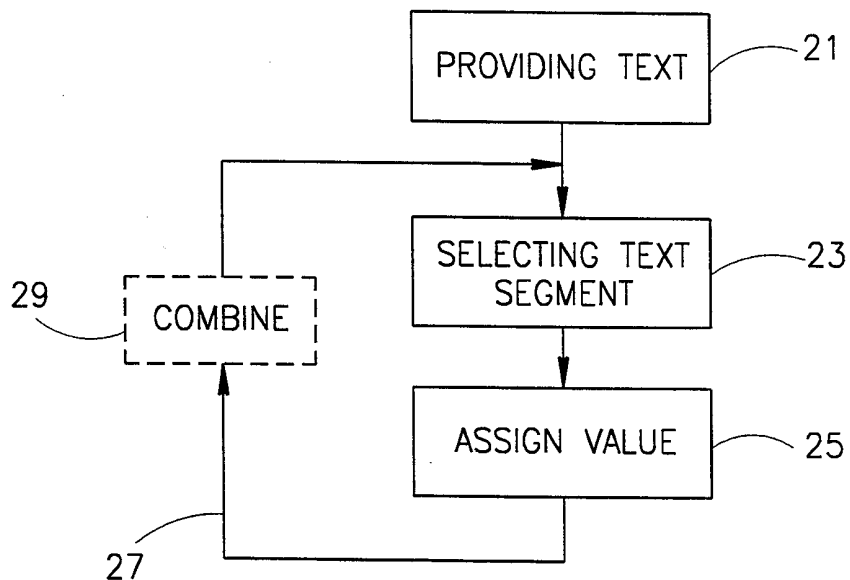 PROVIDING TEXT
21
SELECTING TEXT
SEGMENT
23
29
COMBINE
ASSIGN VALUE
25
27